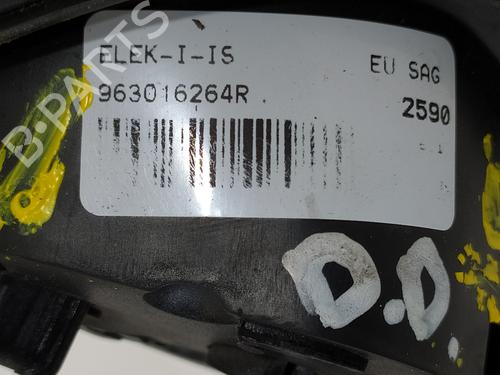 ELEK-I-IS
EU SAG
963016264R
2590
B-PARTS
D.D